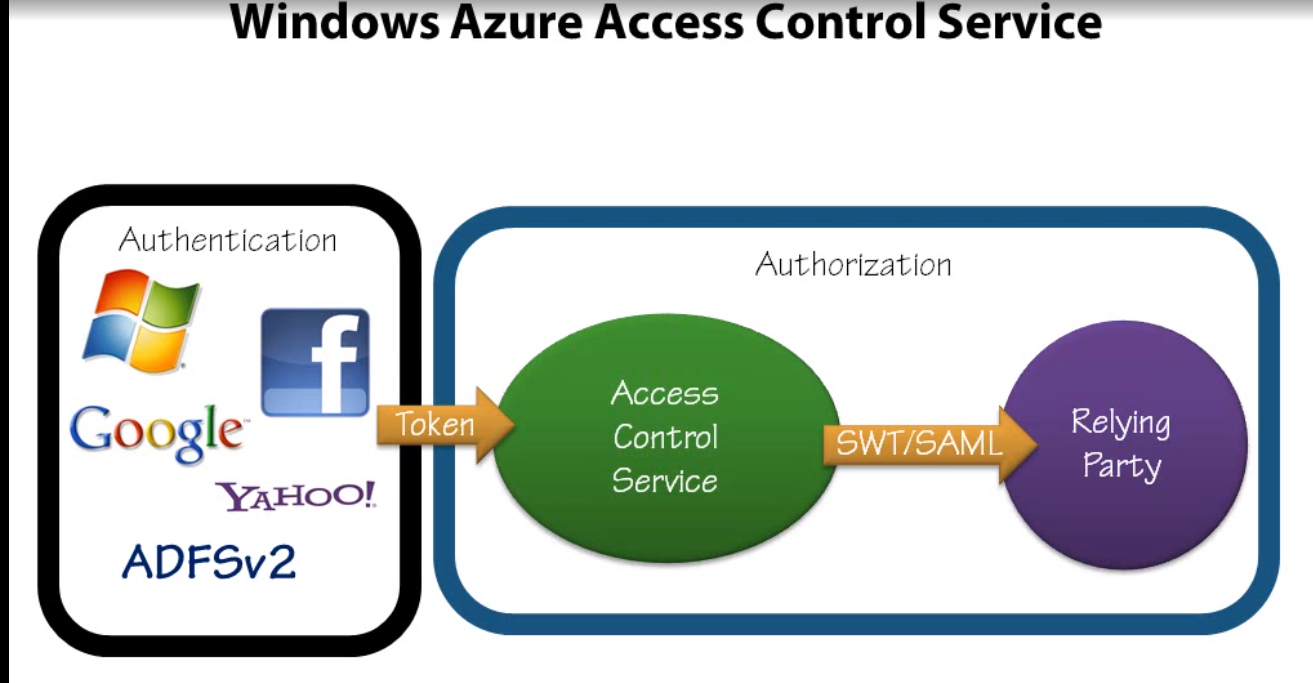 Windows Azure Access Control Service
Authentication
f
Google
YAHOO!
ADFSv2
Token
Authorization
Access
Control
Service
SWT/SAML
Relying
Party